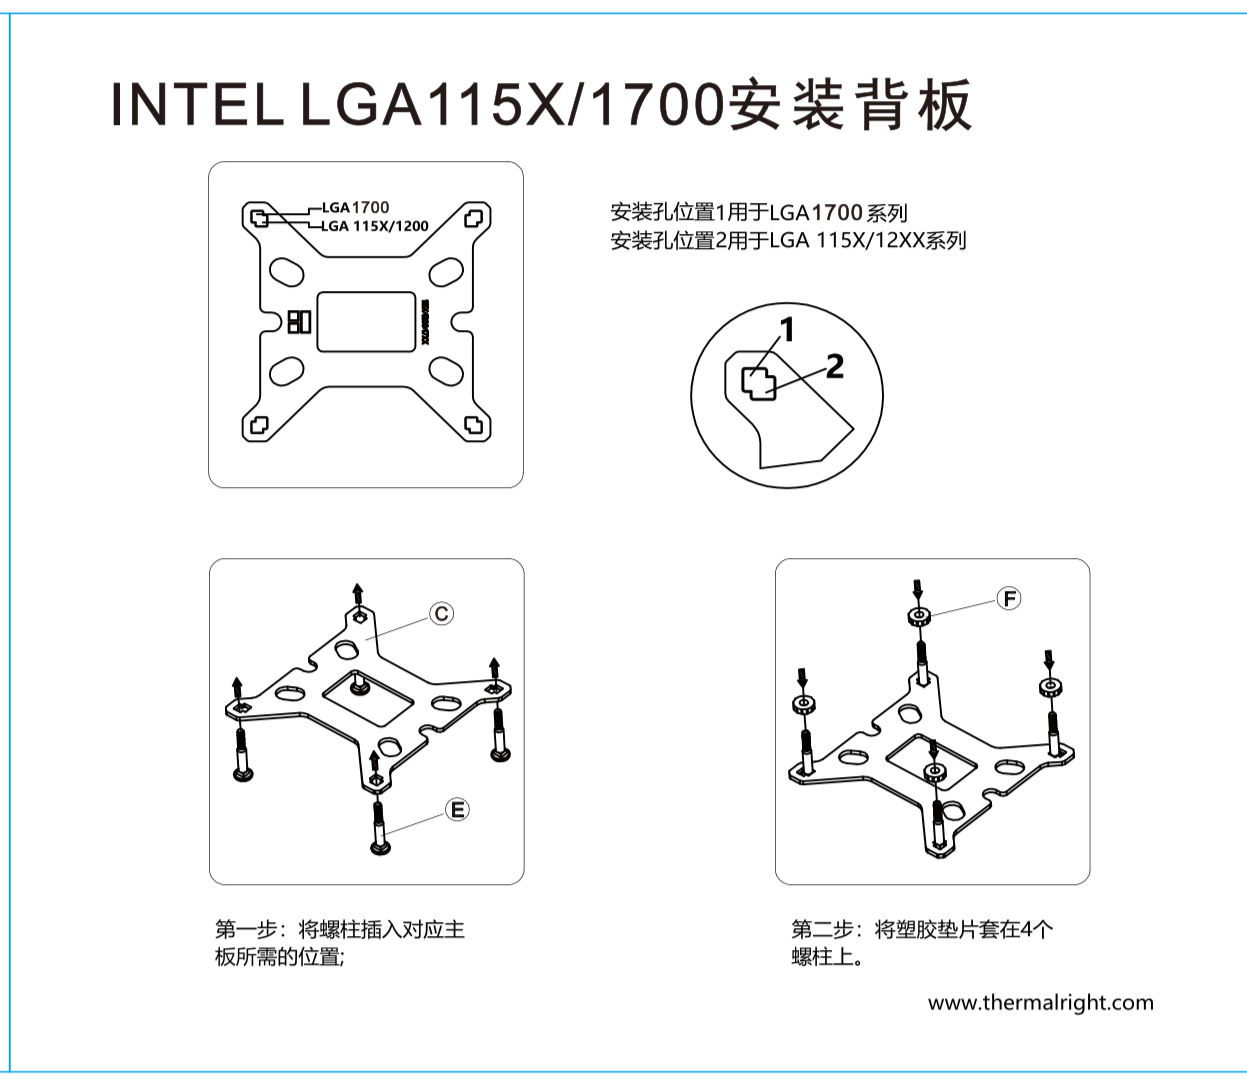 INTEL LGA115X/1700安装背板
LGA1700
LGA 115X/1200
安装孔位置1用于LGA1700系列
安装孔位置2用于LGA 115X/12XX系列
1
2
C
E
F
第一步：将螺柱插入对应主
板所需的位置;
第二步：将塑胶垫片套在4个
螺柱上。
www.thermalright.com